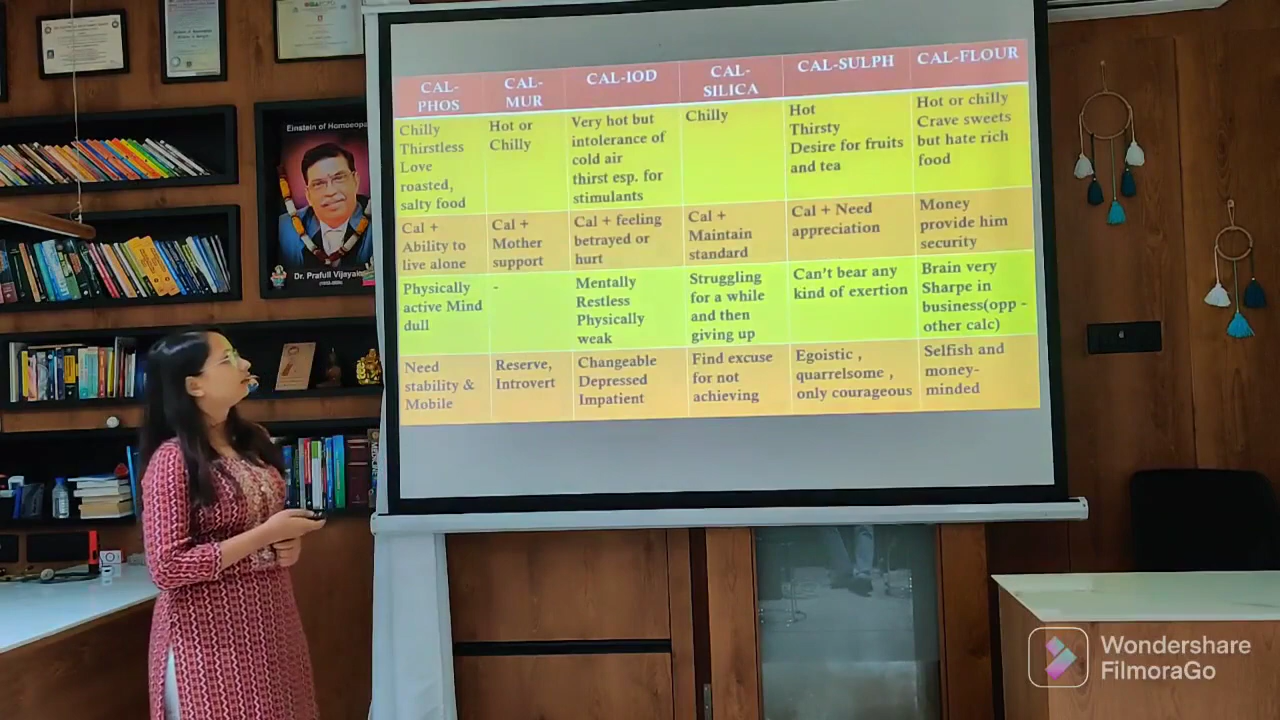 Einstein of Homoeopa
Dr. Prafull Vijayak
CAL-
PHOS
CAL-
MUR
CAL-IOD
CAL-
SILICA
CAL-SULPH
CAL-FLOUR
Chilly
Thirstless
Love
roasted,
salty food
Hot or
Chilly
Very hot but
intolerance of
cold air
thirst esp. for
stimulants
Chilly
Hot
Thirsty
Desire for fruits
and tea
Hot or chilly
Crave sweets
but hate rich
food
Cal +
Ability to
live alone
Cal +
Mother
support
Cal + feeling
betrayed or
hurt
Cal +
Maintain
standard
Cal + Need
appreciation
Money
provide him
security
Physically
active Mind
dull
-
Mentally
Restless
Physically
weak
Struggling
for a while
and then
giving up
Can't bear any
kind of exertion
Brain very
Sharpe in
business(opp -
other calc)
Need
stability &
Mobile
Reserve,
Introvert
Changeable
Depressed
Impatient
Find excuse
for not
achieving
Egoistic ,
quarrelsome ,
only courageous
Selfish and
money-
minded
Wondershare
FilmoraGo